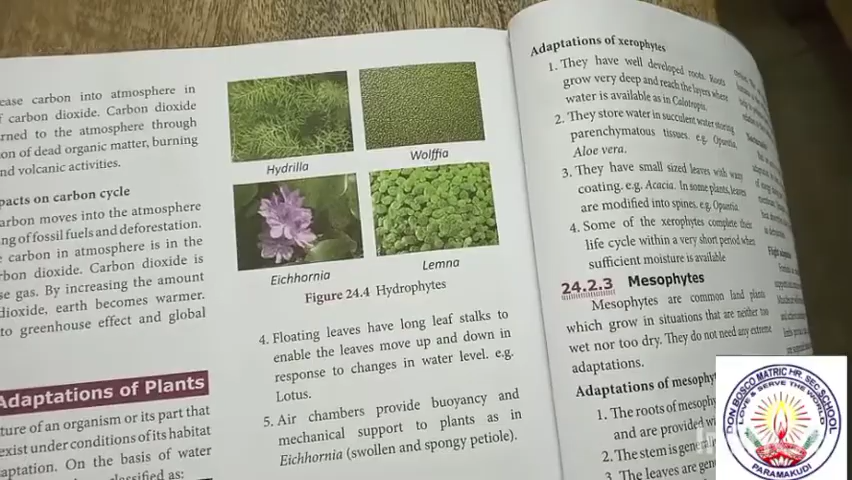 ease carbon into atmosphere in
f carbon dioxide. Carbon dioxide
rned to the atmosphere through
on of dead organic matter, burning
nd volcanic activities.
pacts on carbon cycle
arbon moves into the atmosphere
ng of fossil fuels and deforestation.
e carbon in atmosphere is in the
rbon dioxide. Carbon dioxide is
se gas. By increasing the amount
dioxide, earth becomes warmer.
to greenhouse effect and global
Adaptations of Plants
ture of an organism or its part that
exist under conditions of its habitat
aptation. On the basis of water
classified as:
Hydrilla
Wolffia
Eichhornia
Lemna
Figure 24.4 Hydrophytes
4. Floating leaves have long leaf stalks to
enable the leaves move up and down in
response to changes in water level. e.g.
Lotus.
5. Air chambers provide buoyancy and
mechanical support to plants as in
Eichhornia (swollen and spongy petiole).
Adaptations of xerophytes
1. They have well developed roots. Roots
grow very deep and reach the layers where
water is available as in Calotropis.
2. They store water in succulent water storing
parenchymatous tissues. e.g. Opuntia,
Aloe vera.
3. They have small sized leaves with waxy
coating. e.g. Acacia. In some plants, leaves
are modified into spines. e.g. Opuntia.
4. Some of the xerophytes complete their
life cycle within a very short period when
sufficient moisture is available
24.2.3 Mesophytes
Mesophytes are common land plants
which grow in situations that are neither too
wet nor too dry. They do not need any extreme
adaptations.
Adaptations of mesophy
1. The roots of mesoph
and are provided w
2. The stem is gene
3. The leaves are gen
DON BOSCO MATRIC HR. SEC. SCHOOL
LOVE & SERVE THE WORLD
PARAMAKUDI